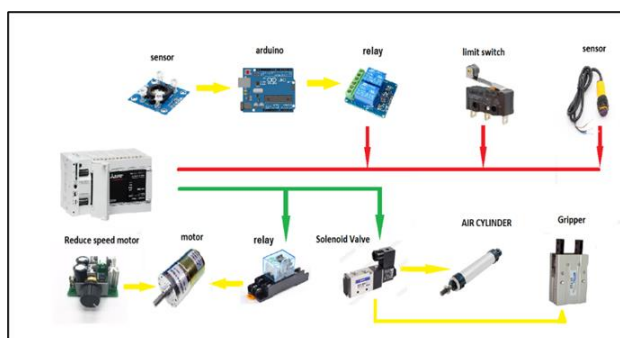 sensor
arduino
relay
limit switch
sensor
Reduce speed motor
motor
relay
Solenoid Valve
AIR CYLINDER
Gripper